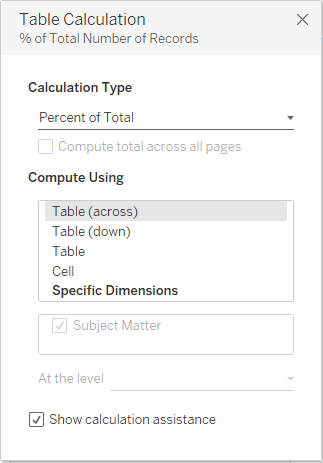 Table Calculation
% of Total Number of Records
Calculation Type
Percent of Total
Compute total across all pages
Compute Using
Table (across)
Table (down)
Table
Cell
Specific Dimensions
Subject Matter
At the level
Show calculation assistance